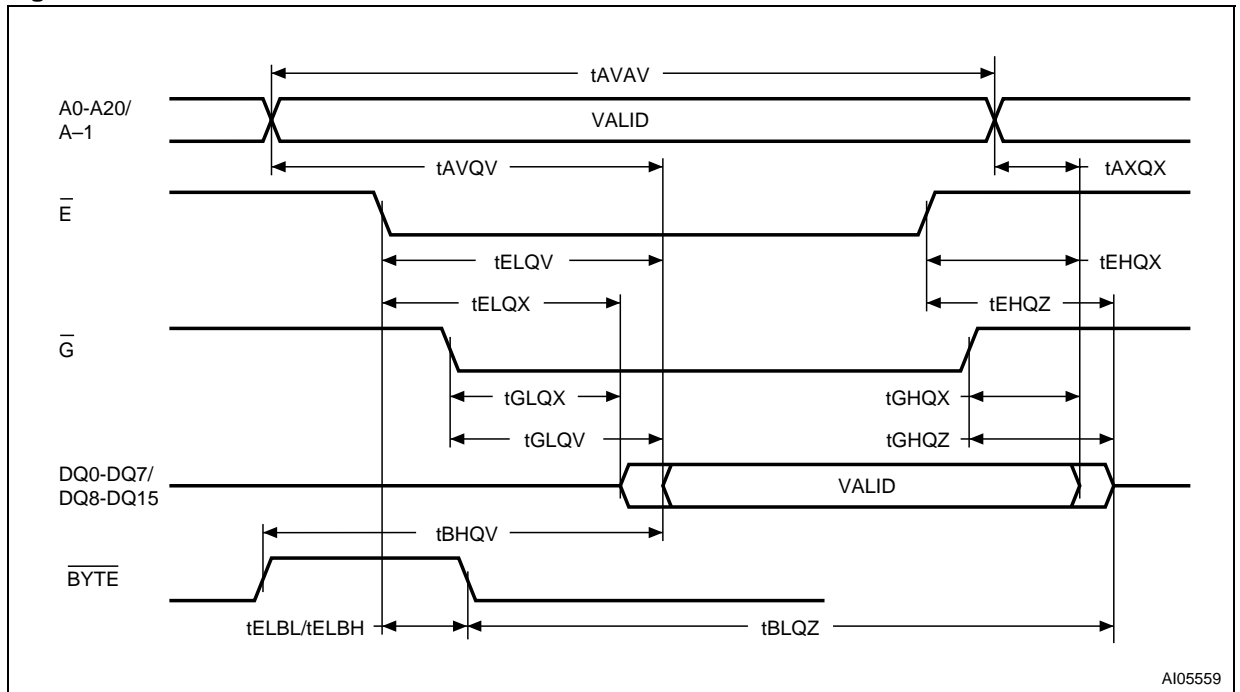 tAVAV
A0-A20/
A–1
VALID
tAVQV
tAXQX
E̅
tELQV
tEHQX
tELQX
tEHQZ
G̅
tGLQX
tGHQX
tGLQV
tGHQZ
DQ0-DQ7/
DQ8-DQ15
VALID
tBHQV
B̅Y̅T̅E̅
tELBL/tELBH
tBLQZ
AI05559